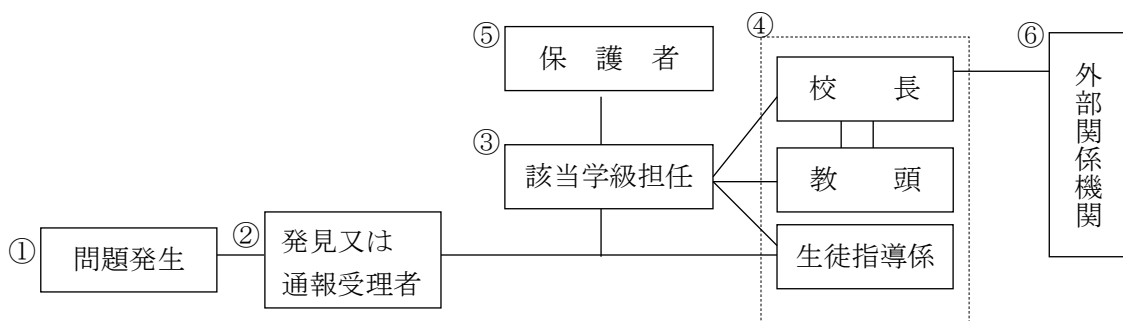 ⑤
保護者
④
校長
⑥
外部関係機関
③
該当学級担任
教頭
①
問題発生
②
発見又は
通報受理者
生徒指導係